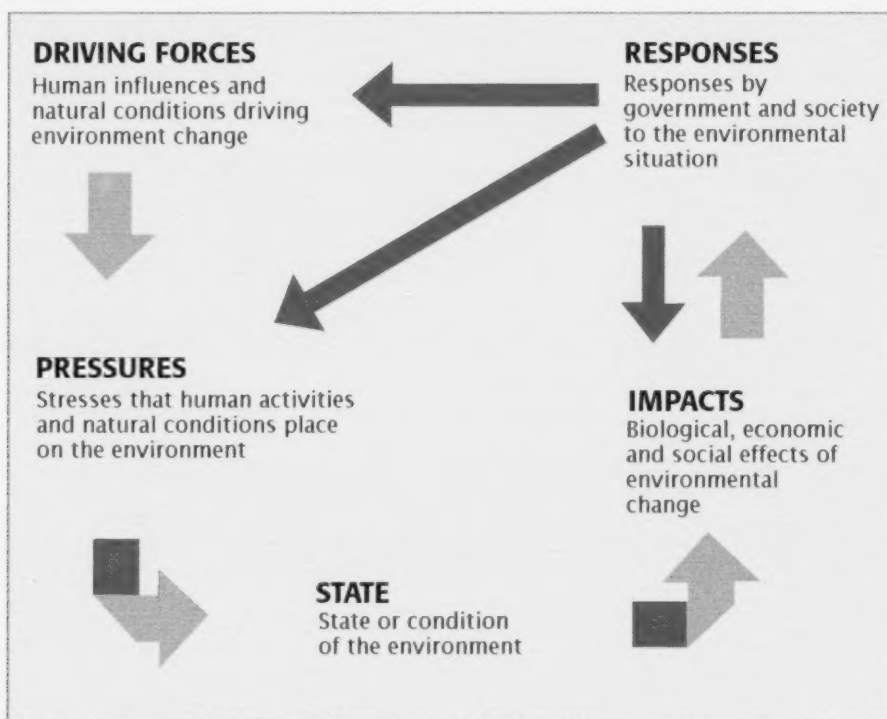 DRIVING FORCES
Human influences and
natural conditions driving
environment change
RESPONSES
Responses by
government and society
to the environmental
situation
PRESSURES
Stresses that human activities
and natural conditions place
on the environment
IMPACTS
Biological, economic
and social effects of
environmental
change
STATE
State or condition
of the environment